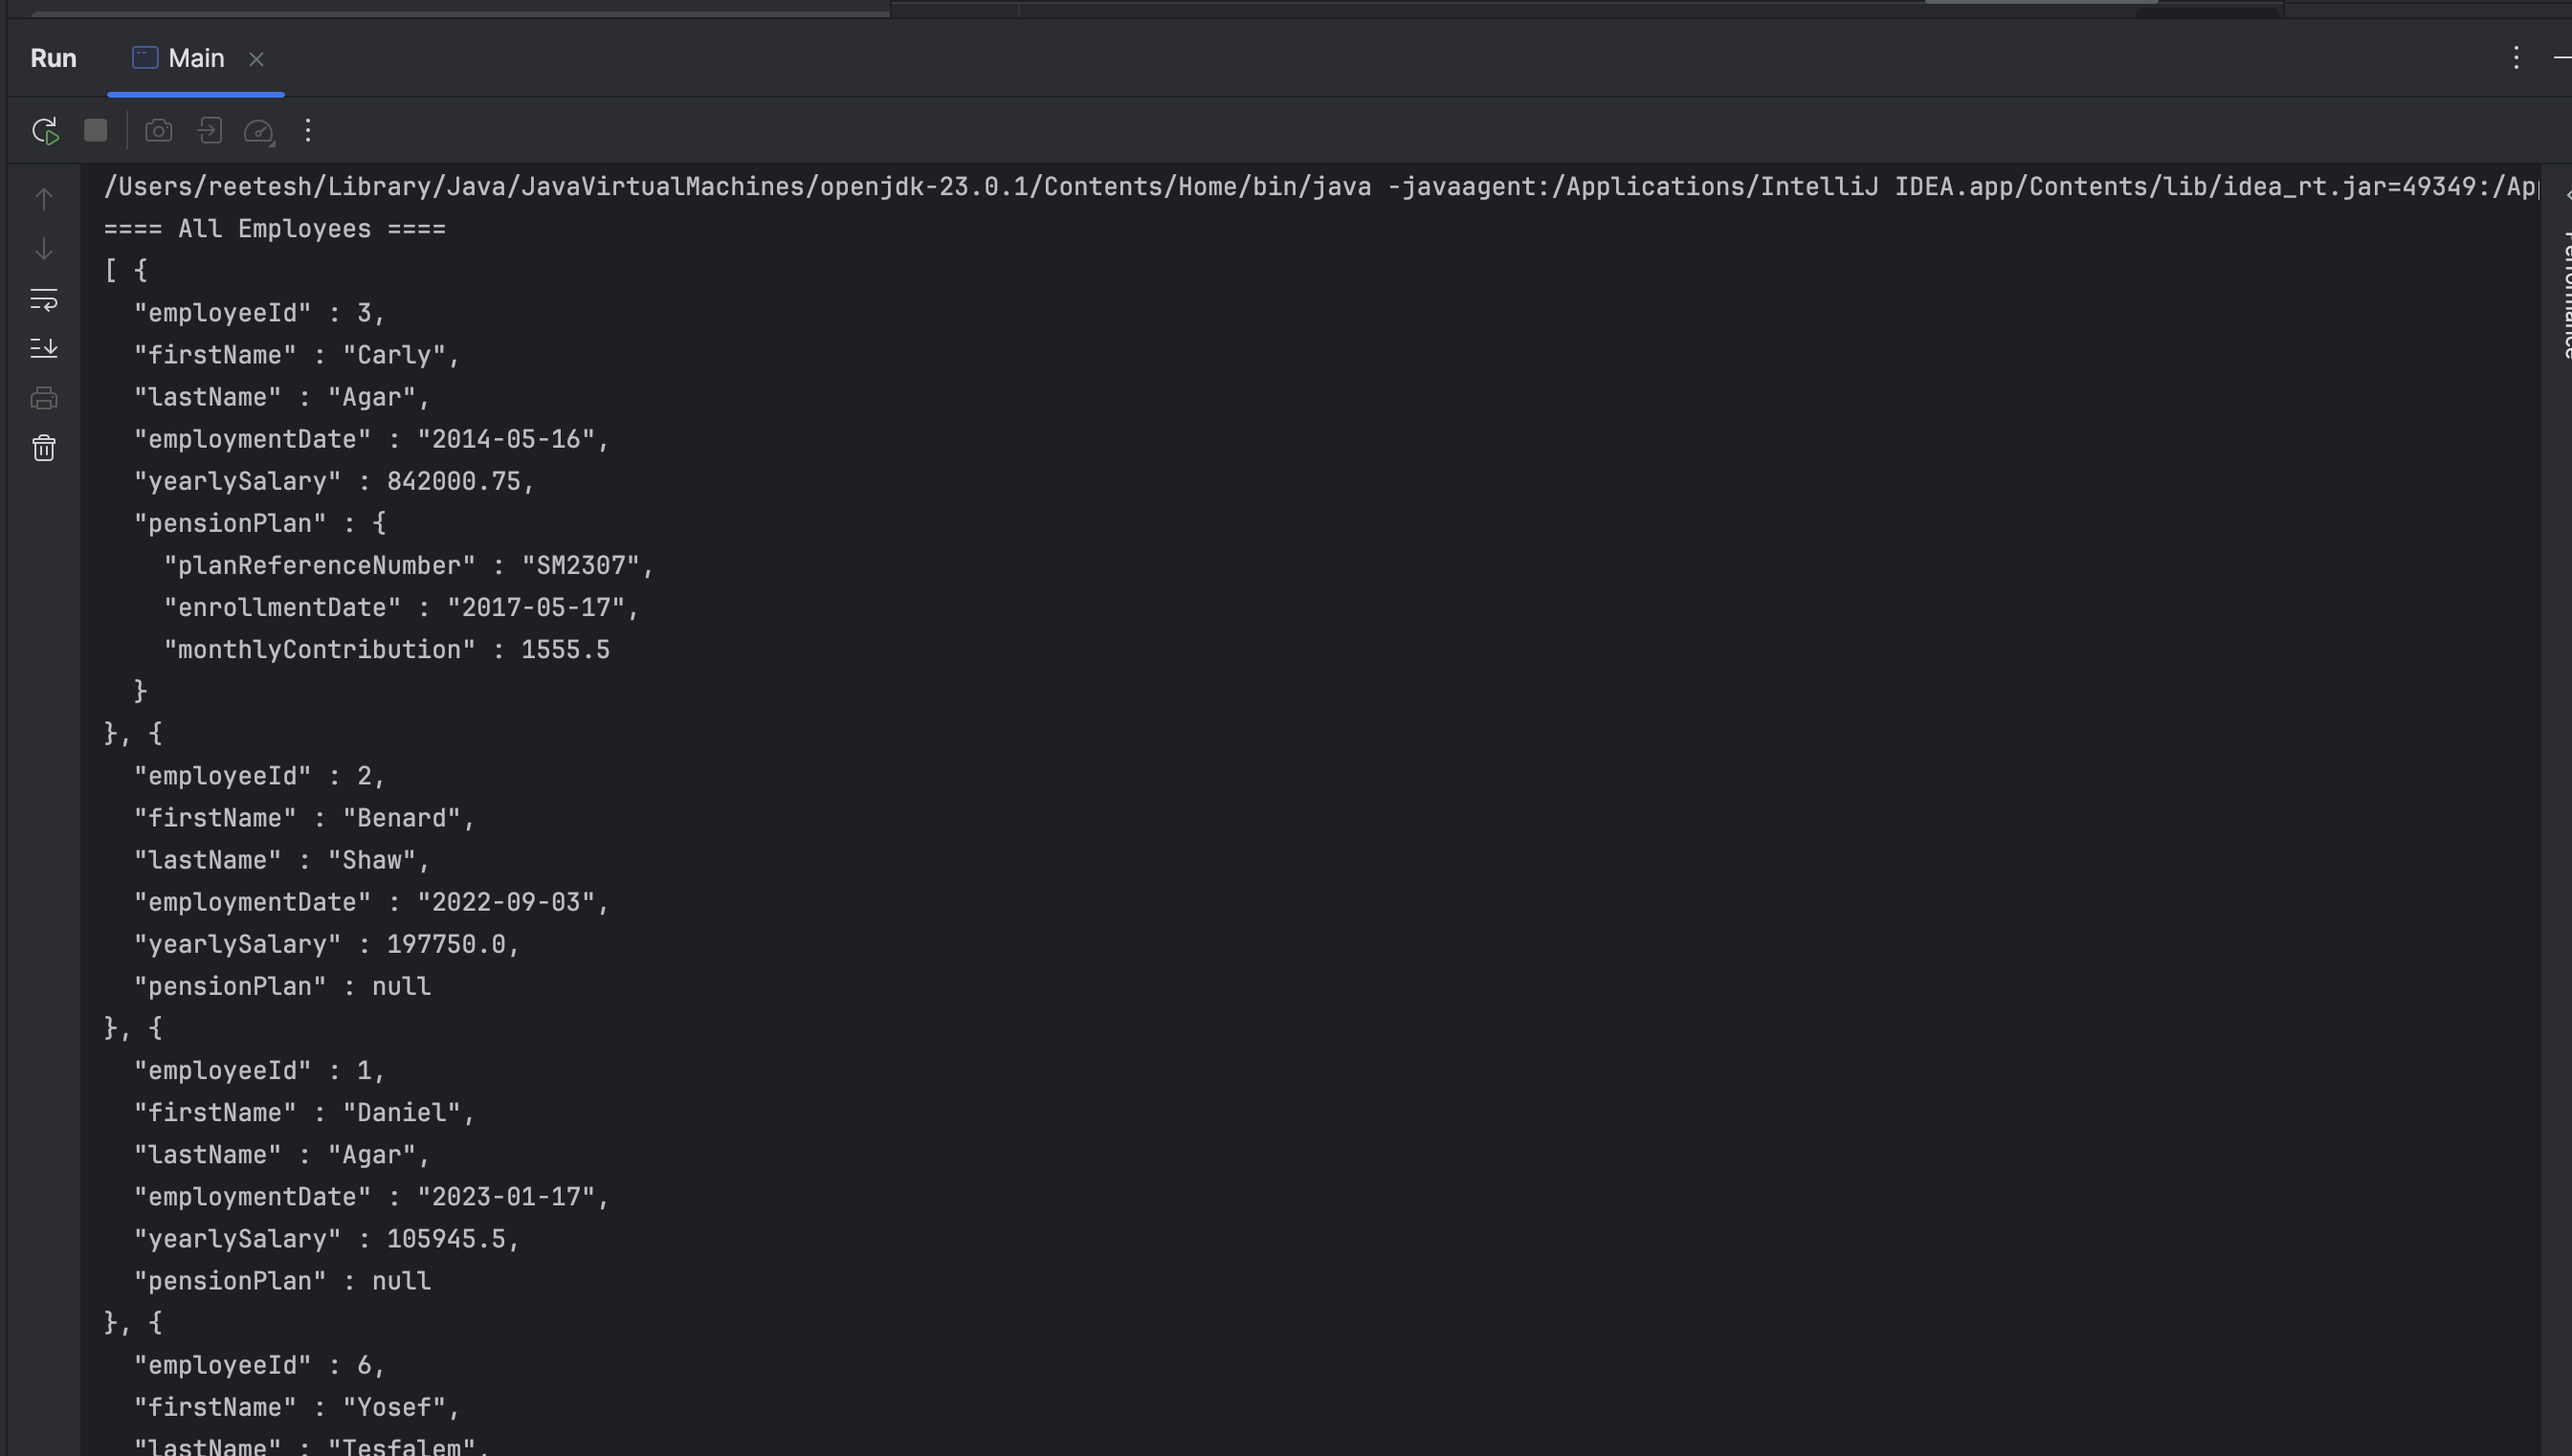 Run Main
/Users/reetesh/Library/Java/JavaVirtualMachines/openjdk-23.0.1/Contents/Home/bin/java -javaagent:/Applications/IntelliJ IDEA.app/Contents/lib/idea_rt.jar=49349:/App
==== All Employees ====
[ {
  "employeeId" : 3,
  "firstName" : "Carly",
  "lastName" : "Agar",
  "employmentDate" : "2014-05-16",
  "yearlySalary" : 842000.75,
  "pensionPlan" : {
    "planReferenceNumber" : "SM2307",
    "enrollmentDate" : "2017-05-17",
    "monthlyContribution" : 1555.5
  }
}, {
  "employeeId" : 2,
  "firstName" : "Benard",
  "lastName" : "Shaw",
  "employmentDate" : "2022-09-03",
  "yearlySalary" : 197750.0,
  "pensionPlan" : null
}, {
  "employeeId" : 1,
  "firstName" : "Daniel",
  "lastName" : "Agar",
  "employmentDate" : "2023-01-17",
  "yearlySalary" : 105945.5,
  "pensionPlan" : null
}, {
  "employeeId" : 6,
  "firstName" : "Yosef",
  "lastName" : "Tesfalem",
Performance